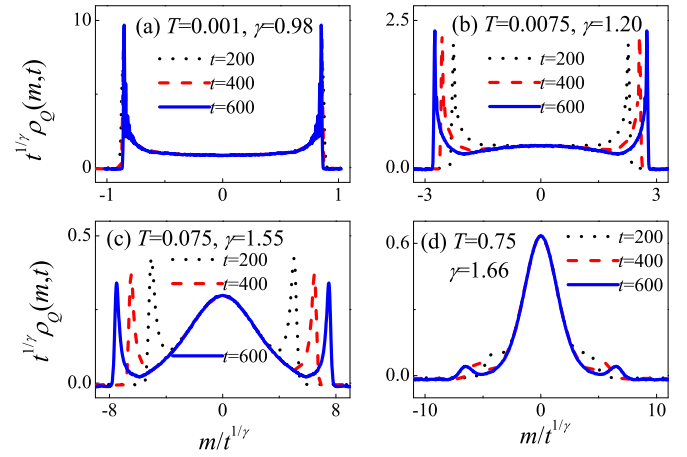 (a) T=0.001, γ=0.98
t=200
t=400
t=600
10
5
0
-1 0 1
t^{1/γ}ρ_Q(m,t)
(b) T=0.0075, γ=1.20
t=200
t=400
t=600
2.5
0.0
-3 0 3
(c) T=0.075, γ=1.55
t=200
t=400
t=600
0.5
0.0
-8 0 8
t^{1/γ}ρ_Q(m,t)
m/t^{1/γ}
(d) T=0.75
γ=1.66
t=200
t=400
t=600
0.6
0.0
-10 0 10
m/t^{1/γ}